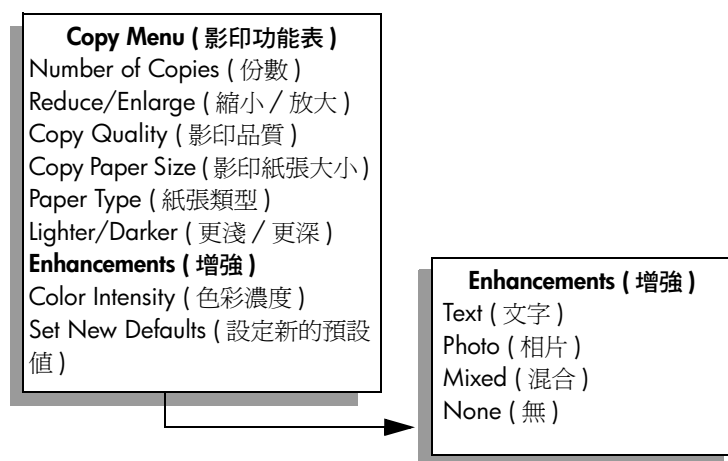 Copy Menu ( 影印功能表 )
Number of Copies ( 份數 )
Reduce/Enlarge ( 縮小 / 放大 )
Copy Quality ( 影印品質 )
Copy Paper Size ( 影印紙張大小 )
Paper Type ( 紙張類型 )
Lighter/Darker ( 更淺 / 更深 )
Enhancements ( 增強 )
Color Intensity ( 色彩濃度 )
Set New Defaults ( 設定新的預設
值 )
Enhancements ( 增強 )
Text ( 文字 )
Photo ( 相片 )
Mixed ( 混合 )
None ( 無 )